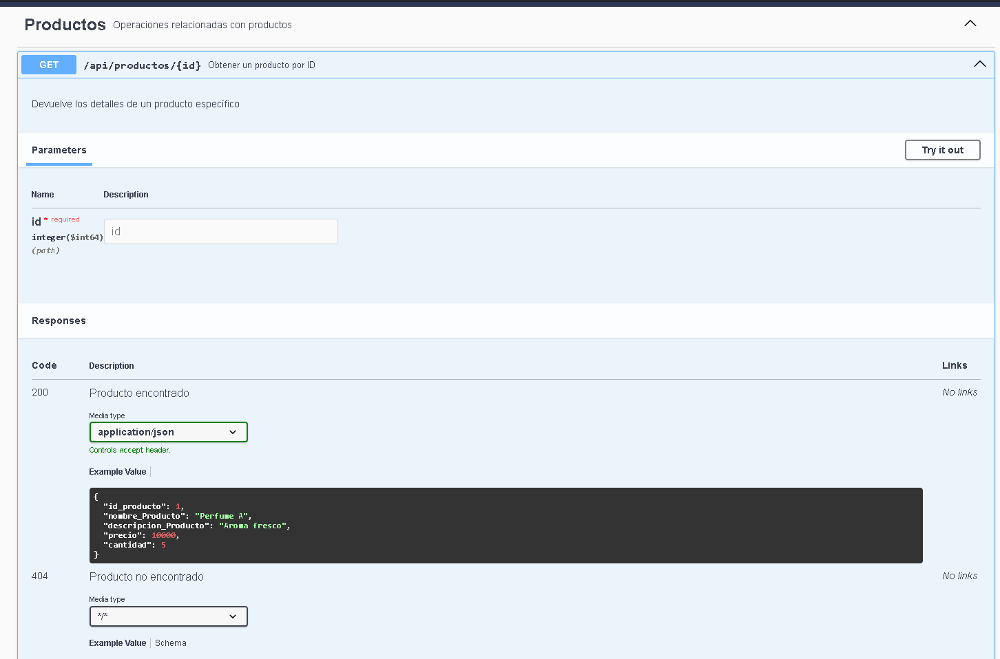 Productos Operaciones relacionadas con productos
GET /api/productos/{id} Obtener un producto por ID
Devuelve los detalles de un producto específico
Parameters Try it out
Name Description
id * required
id
integer($int64)
(path)
Responses
Code Description Links
200 Producto encontrado No links
Media type
application/json
Controls Accept header.
Example Value
{
"id_producto": 1,
"nombre_Producto": "Perfume A",
"descripcion_Producto": "Aroma fresco",
"precio": 10000,
"cantidad": 5
}
404 Producto no encontrado No links
Media type
*/*
Example Value Schema